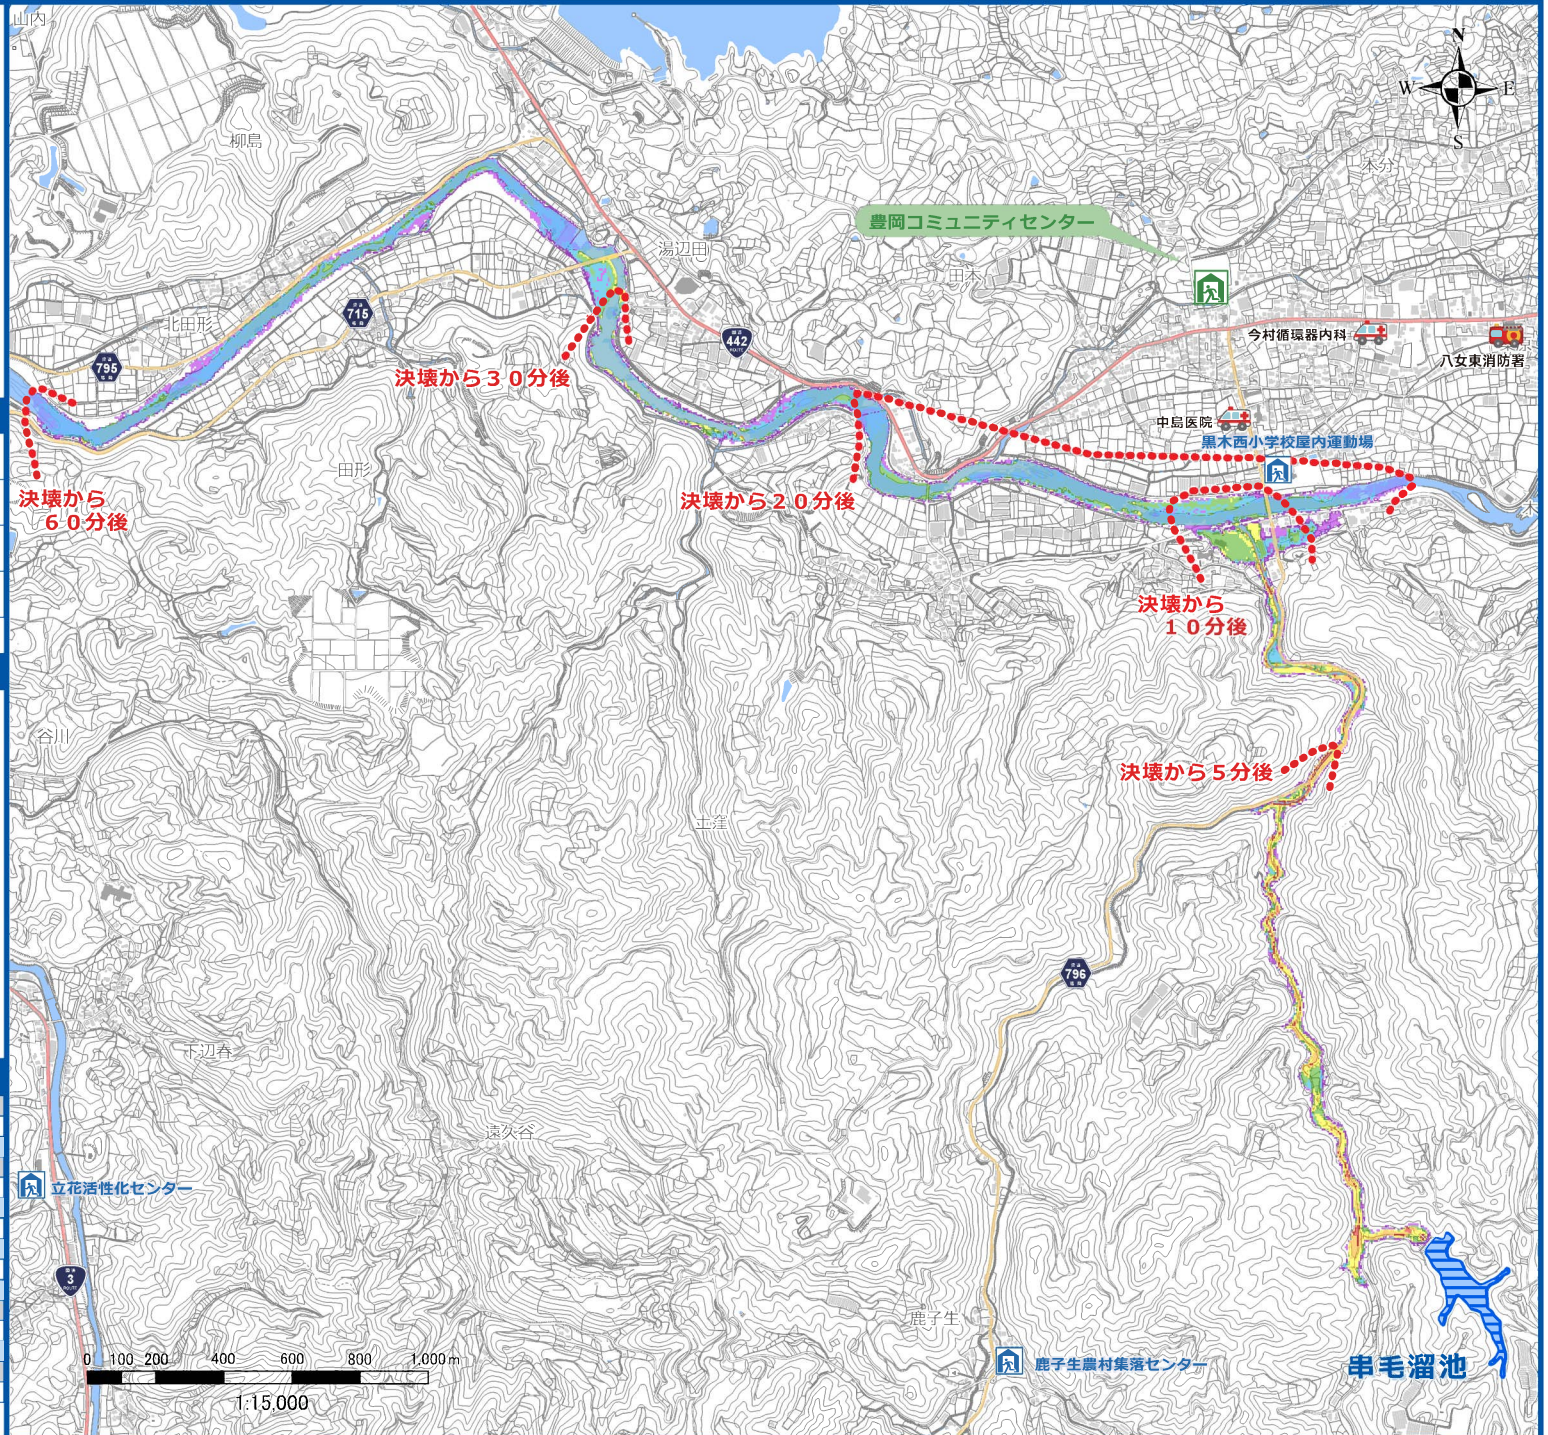 山内
N
W
E
S
柳島
本分
豊岡コミュニティセンター
湯辺田
今村循環器内科
八女東消防署
715
北田形
442
ROUTE
795
決壊から３０分後
中島医院
黒木西小学校屋内運動場
田形
決壊から
６０分後
決壊から２０分後
決壊から
１０分後
谷川
決壊から５分後
土窪
796
下辺春
遠久谷
立花活性化センター
3
ROUTE
鹿子生
鹿子生農村集落センター
串毛溜池
0 100 200 400 600 800 1,000m
1:15,000